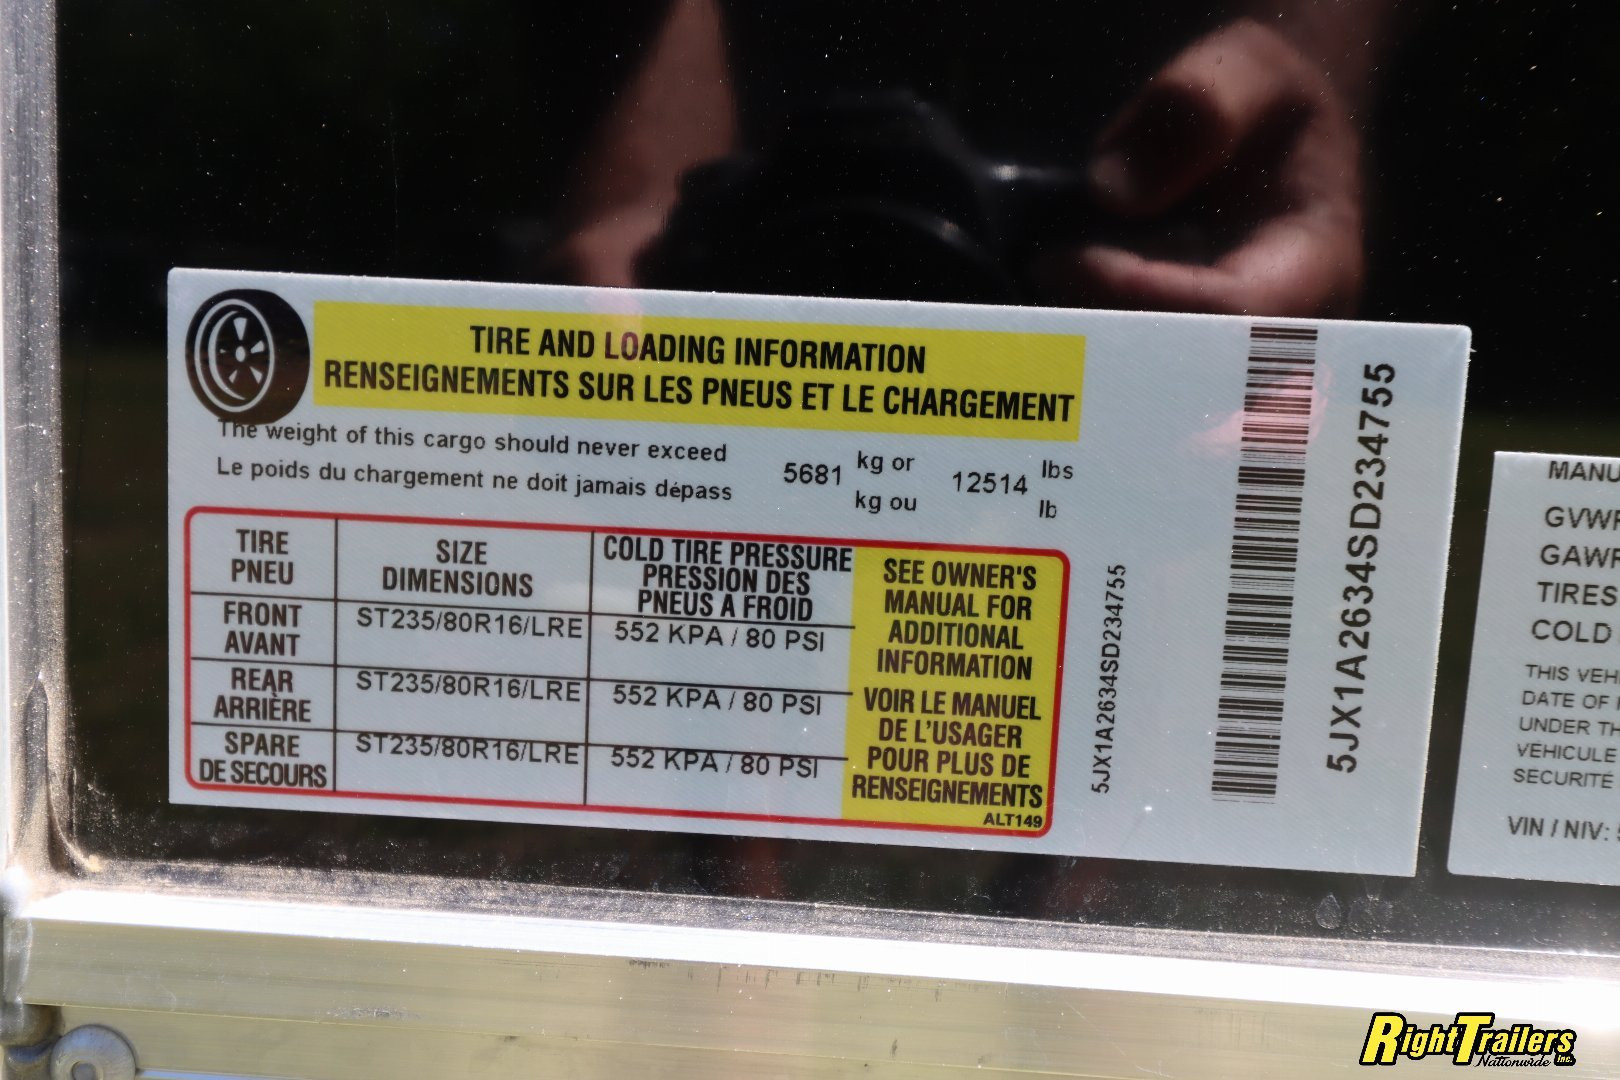 TIRE AND LOADING INFORMATION
RENSEIGNEMENTS SUR LES PNEUS ET LE CHARGEMENT
The weight of this cargo should never exceed 5681 kg or 12514 lbs
Le poids du chargement ne doit jamais dépass kg ou lb
TIRE
PNEU
SIZE
DIMENSIONS
COLD TIRE PRESSURE
PRESSION DES
PNEUS A FROID
FRONT
AVANT
ST235/80R16/LRE
552 KPA / 80 PSI
REAR
ARRIÈRE
ST235/80R16/LRE
552 KPA / 80 PSI
SPARE
DE SECOURS
ST235/80R16/LRE
552 KPA / 80 PSI
SEE OWNER'S
MANUAL FOR
ADDITIONAL
INFORMATION
VOIR LE MANUEL
DE L'USAGER
POUR PLUS DE
RENSEIGNEMENTS
ALT149
5JX1A2634SD234755
5JX1A2634SD234755
MANU
GVWR
GAWR
TIRES
COLD
THIS VEHI
DATE OF
UNDER TH
VÉHICULE
SECURITÉ
VIN / NIV:
RightTrailers Inc.
Nationwide